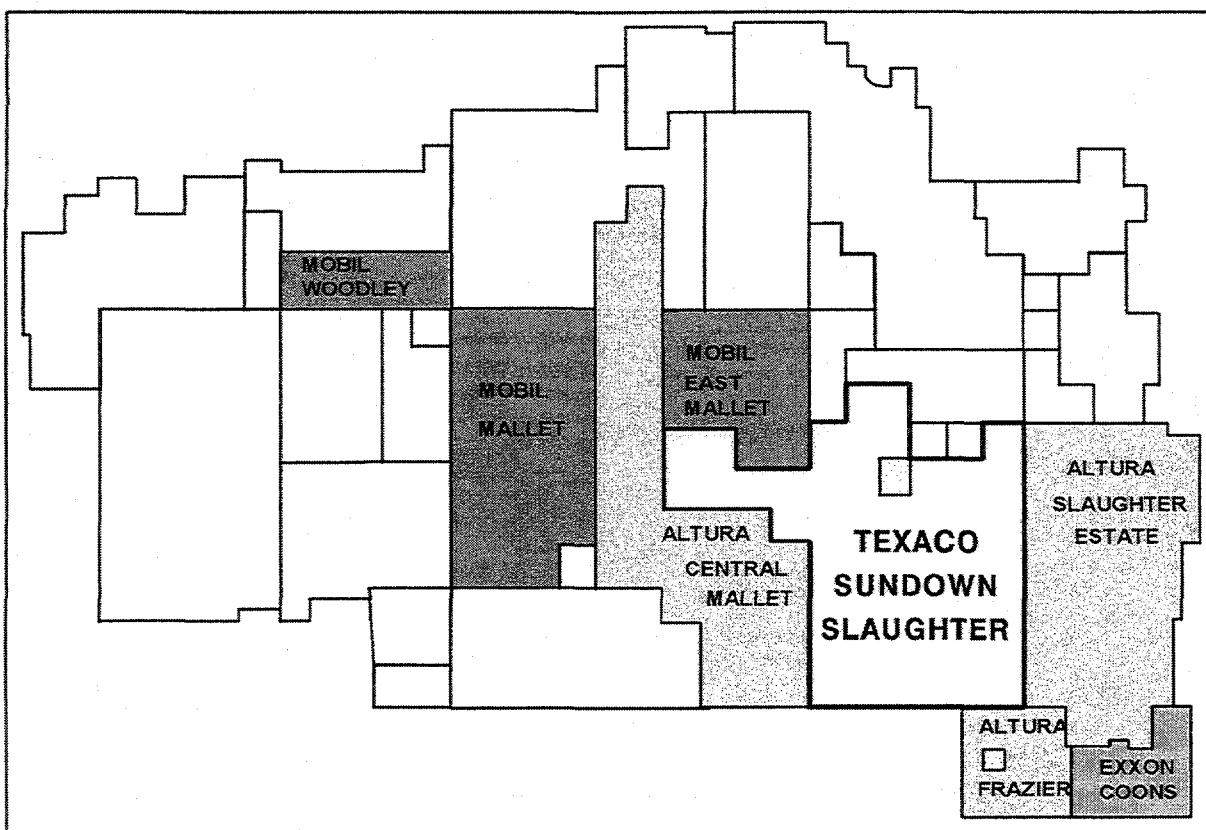 MOBIL
WOODLEY
MOBIL
MALLET
MOBIL
EAST
MALLET
ALTURA
CENTRAL
MALLET
TEXACO
SUNDOWN
SLAUGHTER
ALTURA
SLAUGHTER
ESTATE
ALTURA
FRAZIER
EXXON
COONS